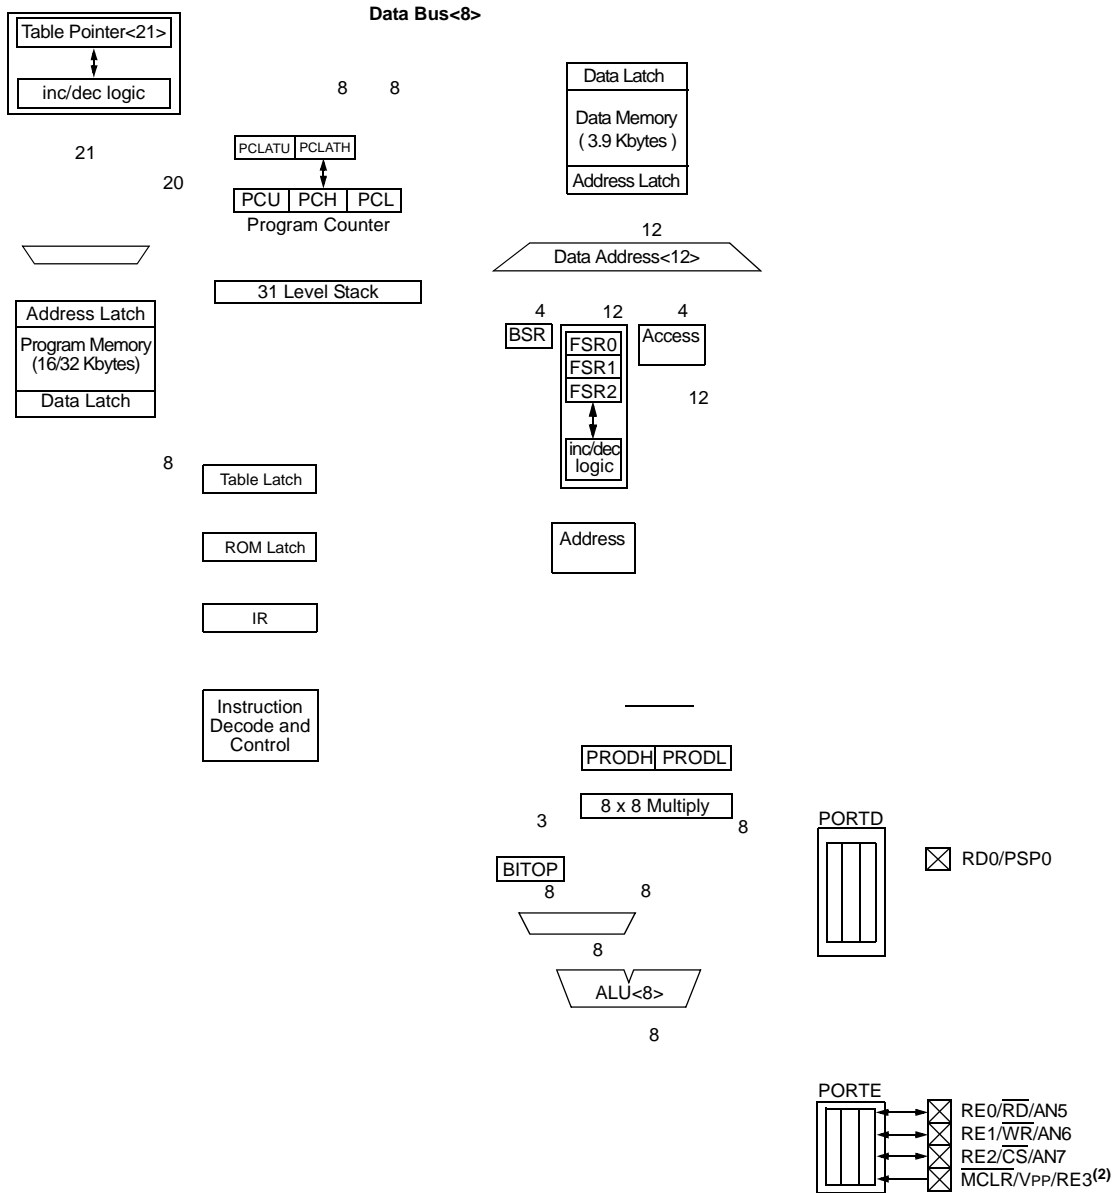 Data Bus<8>
Table Pointer<21>
inc/dec logic
21
20
8 8
PCLATU PCLATH
PCU PCH PCL
Program Counter
31 Level Stack
Address Latch
Program Memory
(16/32 Kbytes)
Data Latch
8
Table Latch
ROM Latch
IR
Instruction
Decode and
Control
Data Latch
Data Memory
( 3.9 Kbytes )
Address Latch
12
Data Address<12>
4 12 4
BSR
FSR0
FSR1
FSR2
inc/dec
logic
Access
12
Address
PRODH PRODL
8 x 8 Multiply
3
8
BITOP
8 8
8
ALU<8>
8
PORTD
RD0/PSP0
PORTE
RE0/RD/AN5
RE1/WR/AN6
RE2/CS/AN7
MCLR/VPP/RE3(2)